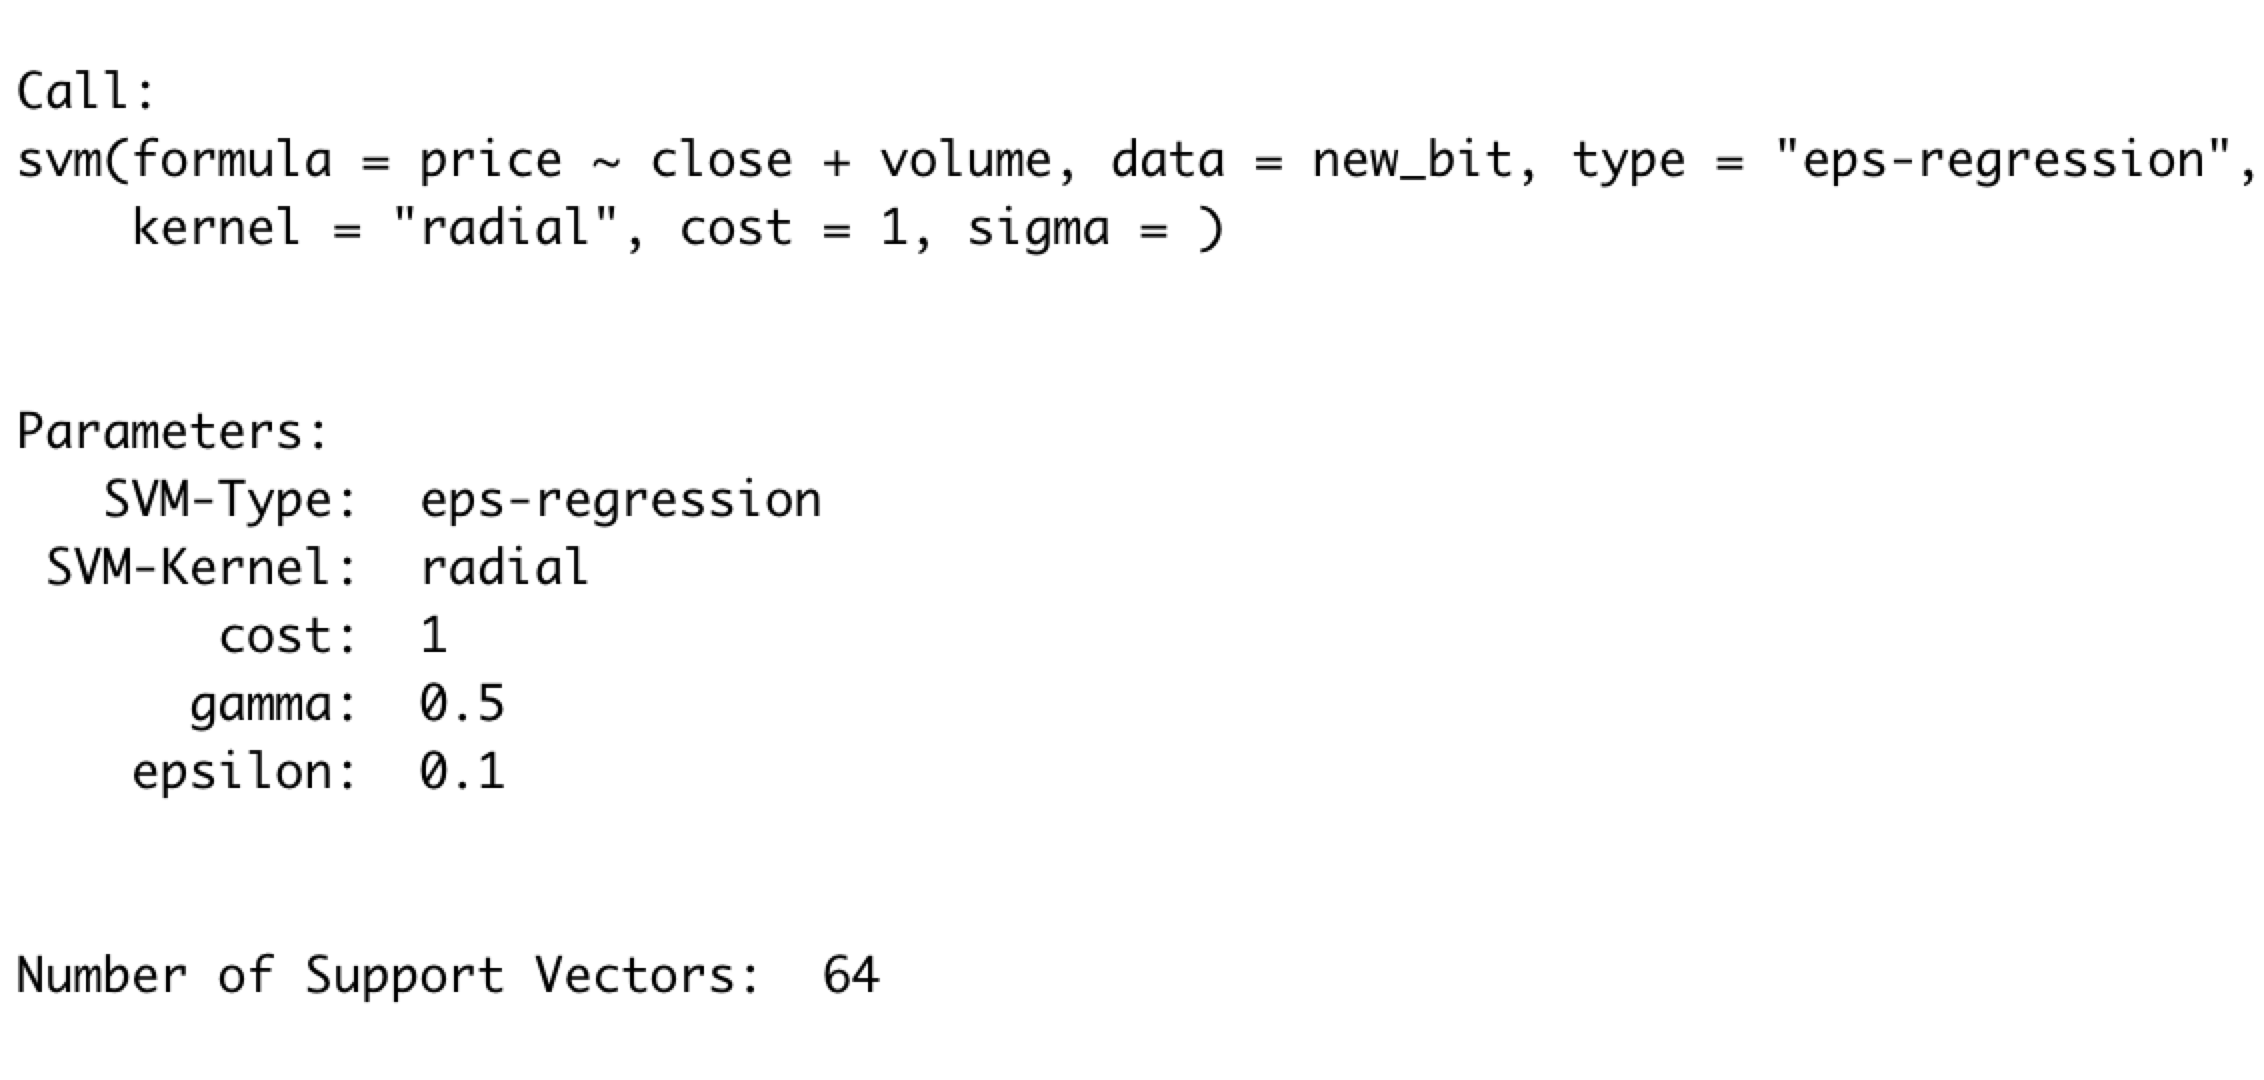 Call:
svm(formula = price ~ close + volume, data = new_bit, type = "eps-regression",
    kernel = "radial", cost = 1, sigma = )
Parameters:
   SVM-Type:  eps-regression
 SVM-Kernel:  radial
       cost:  1
      gamma:  0.5
    epsilon:  0.1
Number of Support Vectors:  64